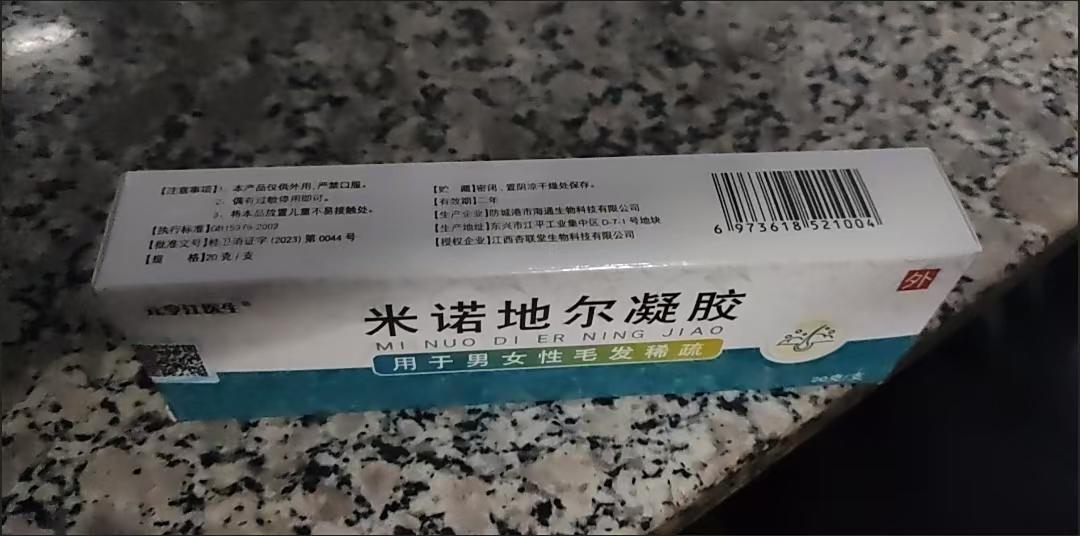 【注意事项】1、本产品仅供外用,严禁口服。
2、偶有过敏停用即可。
3、将本品放置儿童不易接触处。
【执行标准】GB15979-2002
【批准文号】桂卫消证字(2023)第0044号
【规 格】20克/支
【贮 藏】密闭、置阴凉干燥处保存。
【有效期】二年
【生产企业】防城港市海通生物科技有限公司
【生产地址】东兴市江平工业集中区D-7-1号地块
【授权企业】江西杏联堂生物科技有限公司
6 973618 521004
医生®
外
米诺地尔凝胶
MI NUO DI ER NING JIAO
用于男女性毛发稀疏
20克/支